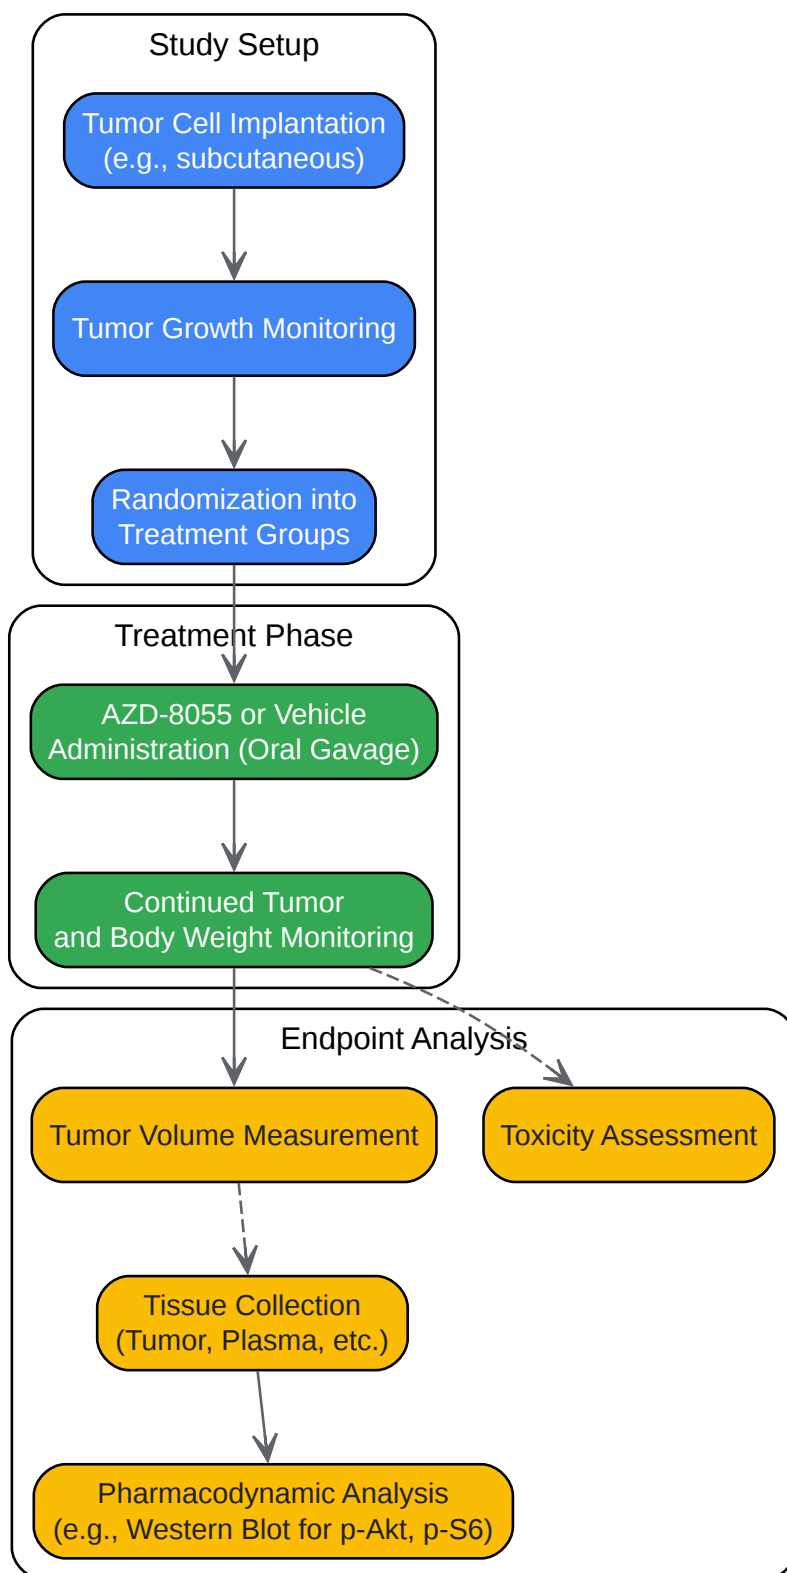 Study Setup
Tumor Cell Implantation
(e.g., subcutaneous)
Tumor Growth Monitoring
Randomization into
Treatment Groups
Treatment Phase
AZD-8055 or Vehicle
Administration (Oral Gavage)
Continued Tumor
and Body Weight Monitoring
Endpoint Analysis
Tumor Volume Measurement
Toxicity Assessment
Tissue Collection
(Tumor, Plasma, etc.)
Pharmacodynamic Analysis
(e.g., Western Blot for p-Akt, p-S6)